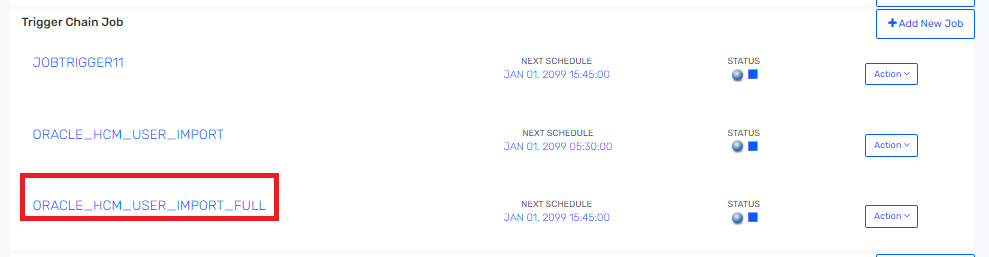 Trigger Chain Job
+Add New Job
JOBTRIGGER11
NEXT SCHEDULE
JAN 01, 2099 15:45:00
STATUS
Action
ORACLE_HCM_USER_IMPORT
NEXT SCHEDULE
JAN 01, 2099 05:30:00
STATUS
Action
ORACLE_HCM_USER_IMPORT_FULL
NEXT SCHEDULE
JAN 01, 2099 15:45:00
STATUS
Action